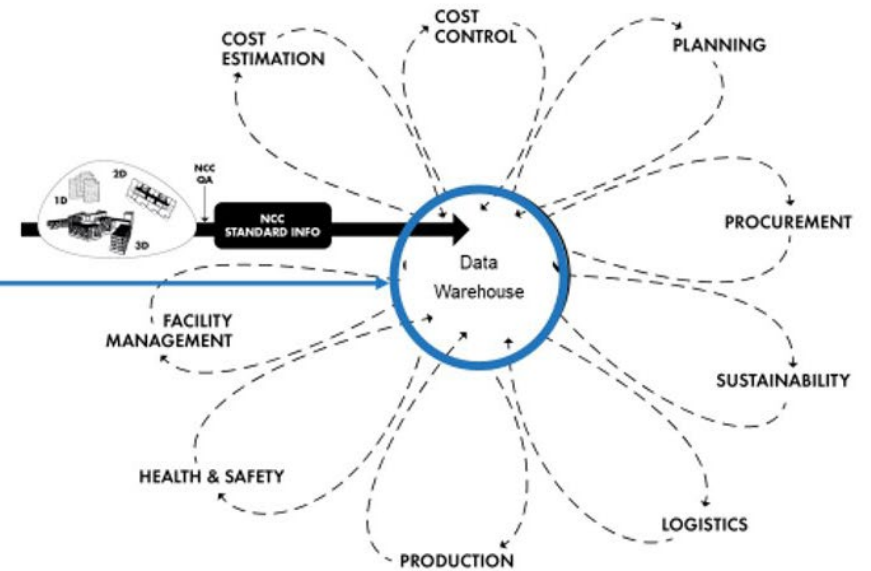 COST
ESTIMATION
COST
CONTROL
PLANNING
NCC
QA
2D
1D
3D
NCC
STANDARD INFO
PROCUREMENT
Data
Warehouse
FACILITY
MANAGEMENT
SUSTAINABILITY
HEALTH & SAFETY
LOGISTICS
PRODUCTION